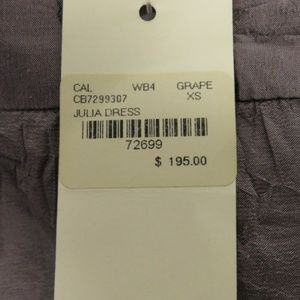 CAL WB4 GRAPE
CB7299307 XS
JULIA DRESS
72699
$ 195.00